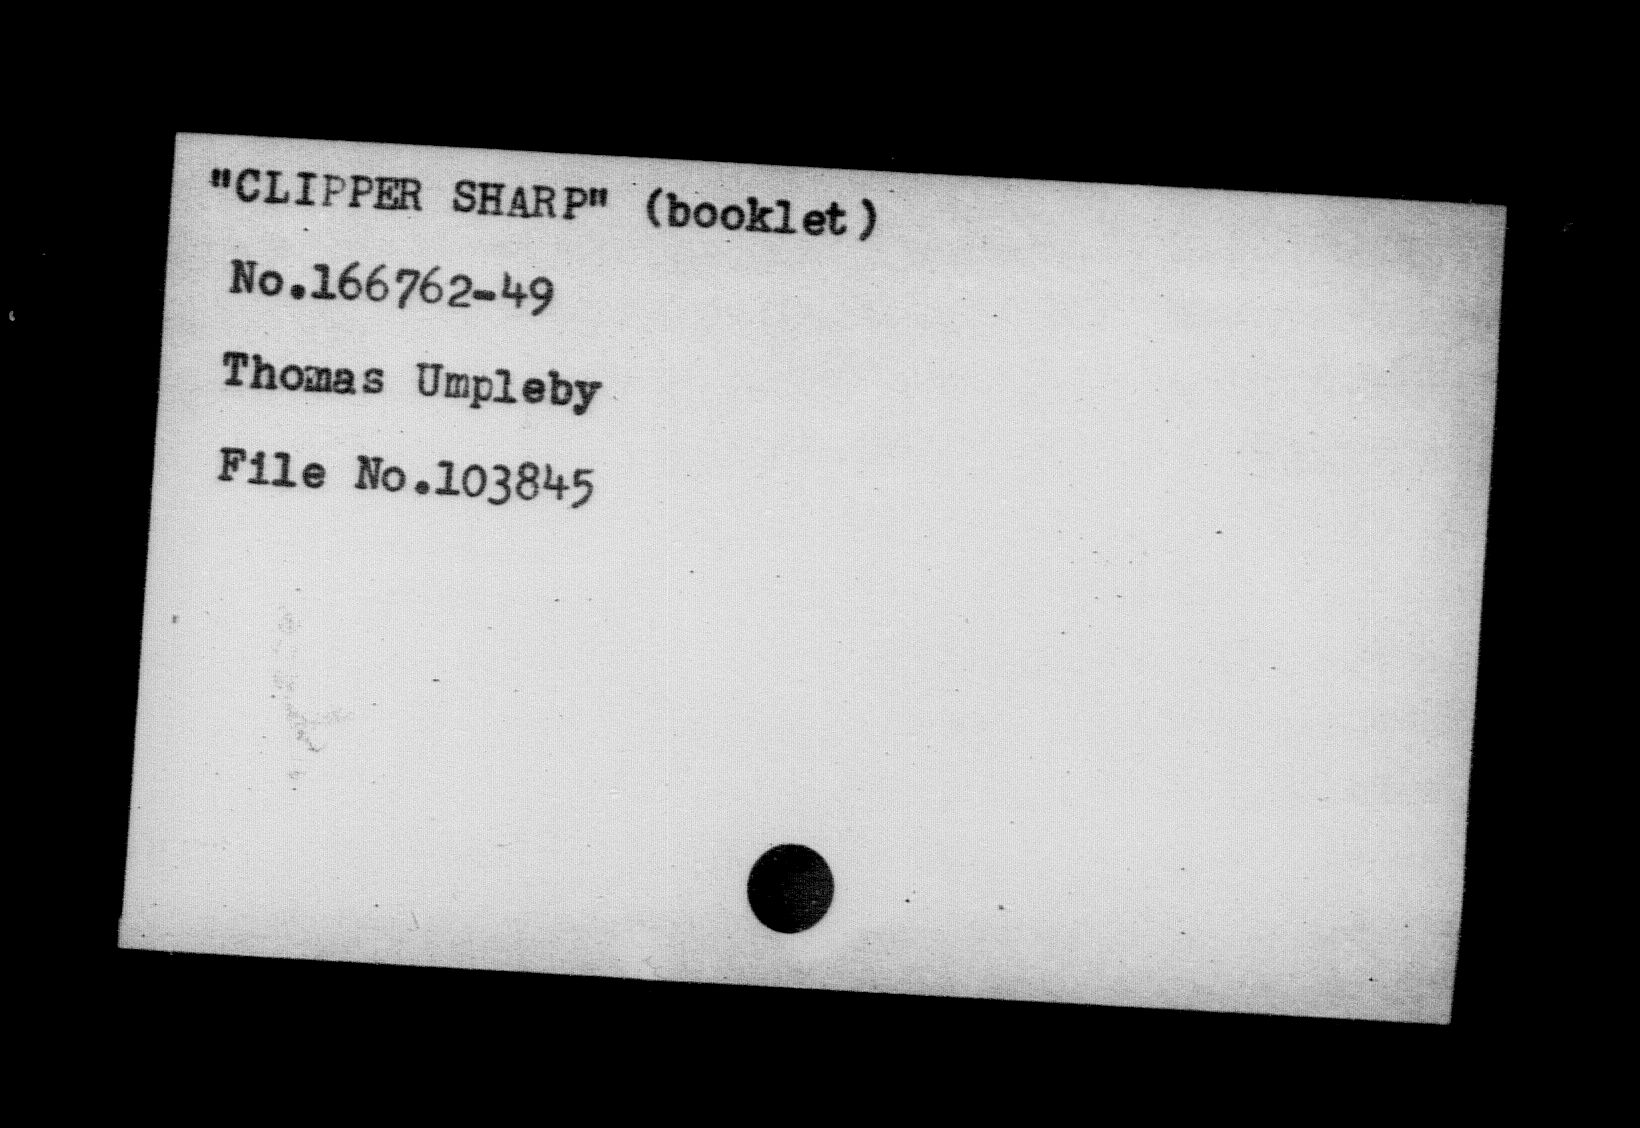 "CLIPPER SHARP" (booklet)
No.166762-49
Thomas Umpleby
File No.103845